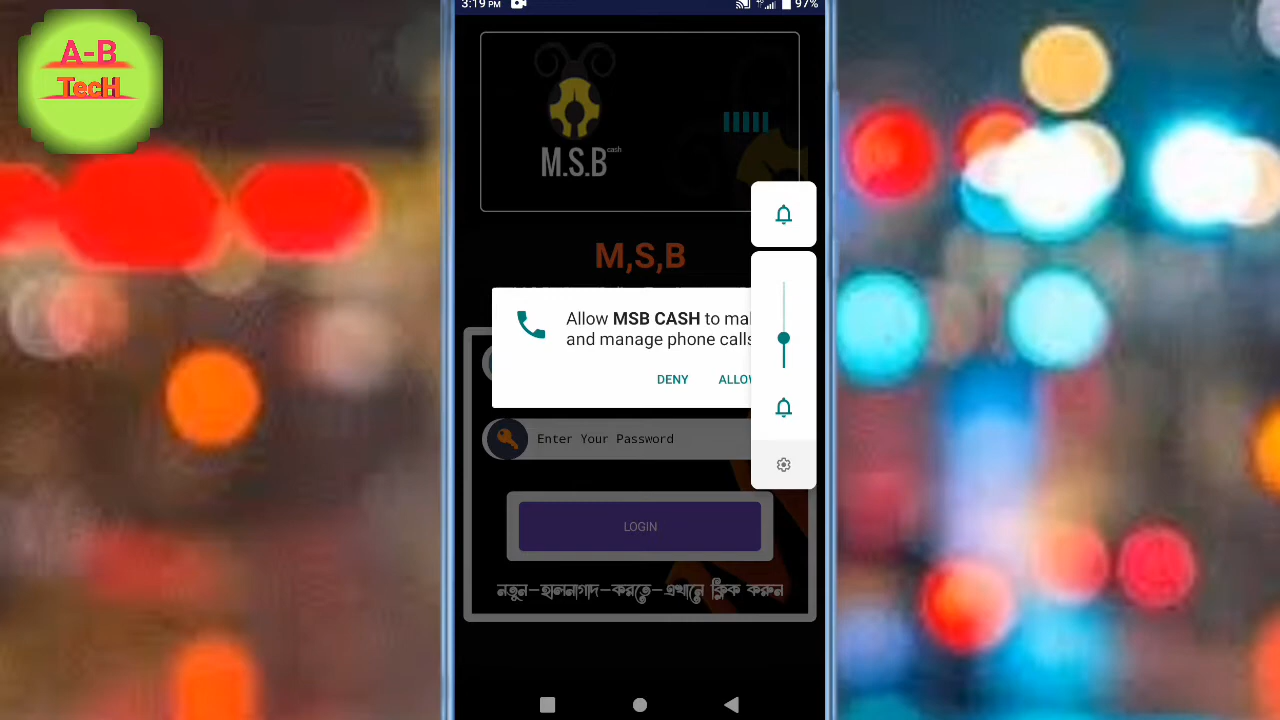 A-B
TecH
3:19 PM
97%
M.S.B cash
M,S,B
Allow MSB CASH to
and manage phone calls
DENY
ALLOW
Enter Your Password
LOGIN
নতুন-হালনাগাদ-করতে-এখানে ক্লিক করুন